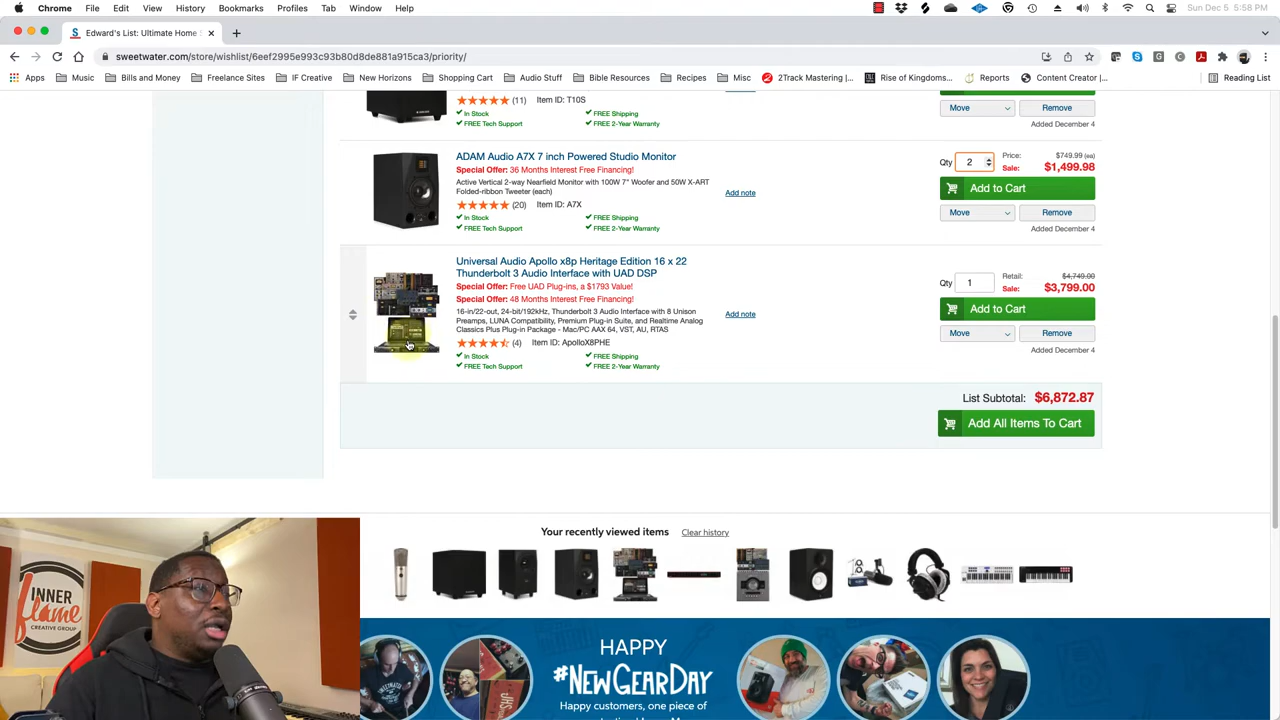 Chrome File Edit View History Bookmarks Profiles Tab Window Help Sun Dec 5 5:58 PM
Edward's List: Ultimate Home
sweetwater.com/store/wishlist/6eef2995e993c93b80d8de881a915ca3/priority/
Apps Music Bills and Money Freelance Sites IF Creative New Horizons Shopping Cart Audio Stuff Bible Resources Recipes Misc 2Track Mastering |... Rise of Kingdoms... Reports Content Creator |... Reading List
(11) Item ID: T10S
In Stock FREE Shipping
FREE Tech Support FREE 2-Year Warranty
Move Remove
Added December 4
ADAM Audio A7X 7 inch Powered Studio Monitor
Special Offer: 36 Months Interest Free Financing!
Active Vertical 2-way Nearfield Monitor with 100W 7" Woofer and 50W X-ART
Folded-ribbon Tweeter (each)
(20) Item ID: A7X
In Stock FREE Shipping
FREE Tech Support FREE 2-Year Warranty
Add note
Qty 2 Price: $749.99 (ea)
Sale: $1,499.98
Add to Cart
Move Remove
Added December 4
Universal Audio Apollo x8p Heritage Edition 16 x 22
Thunderbolt 3 Audio Interface with UAD DSP
Special Offer: Free UAD Plug-ins, a $1793 Value!
Special Offer: 48 Months Interest Free Financing!
16-in/22-out, 24-bit/192kHz, Thunderbolt 3 Audio Interface with 8 Unison
Preamps, LUNA Compatibility, Premium Plug-in Suite, and Realtime Analog
Classics Plus Plug-in Package - Mac/PC AAX 64, VST, AU, RTAS
(4) Item ID: ApolloX8PHE
In Stock FREE Shipping
FREE Tech Support FREE 2-Year Warranty
Add note
Qty 1 Retail: $4,749.00
Sale: $3,799.00
Add to Cart
Move Remove
Added December 4
List Subtotal: $6,872.87
Add All Items To Cart
Your recently viewed items Clear history
INNER
flame
CREATIVE GROUP
HAPPY
#NEWGEARDAY
Happy customers, one piece of